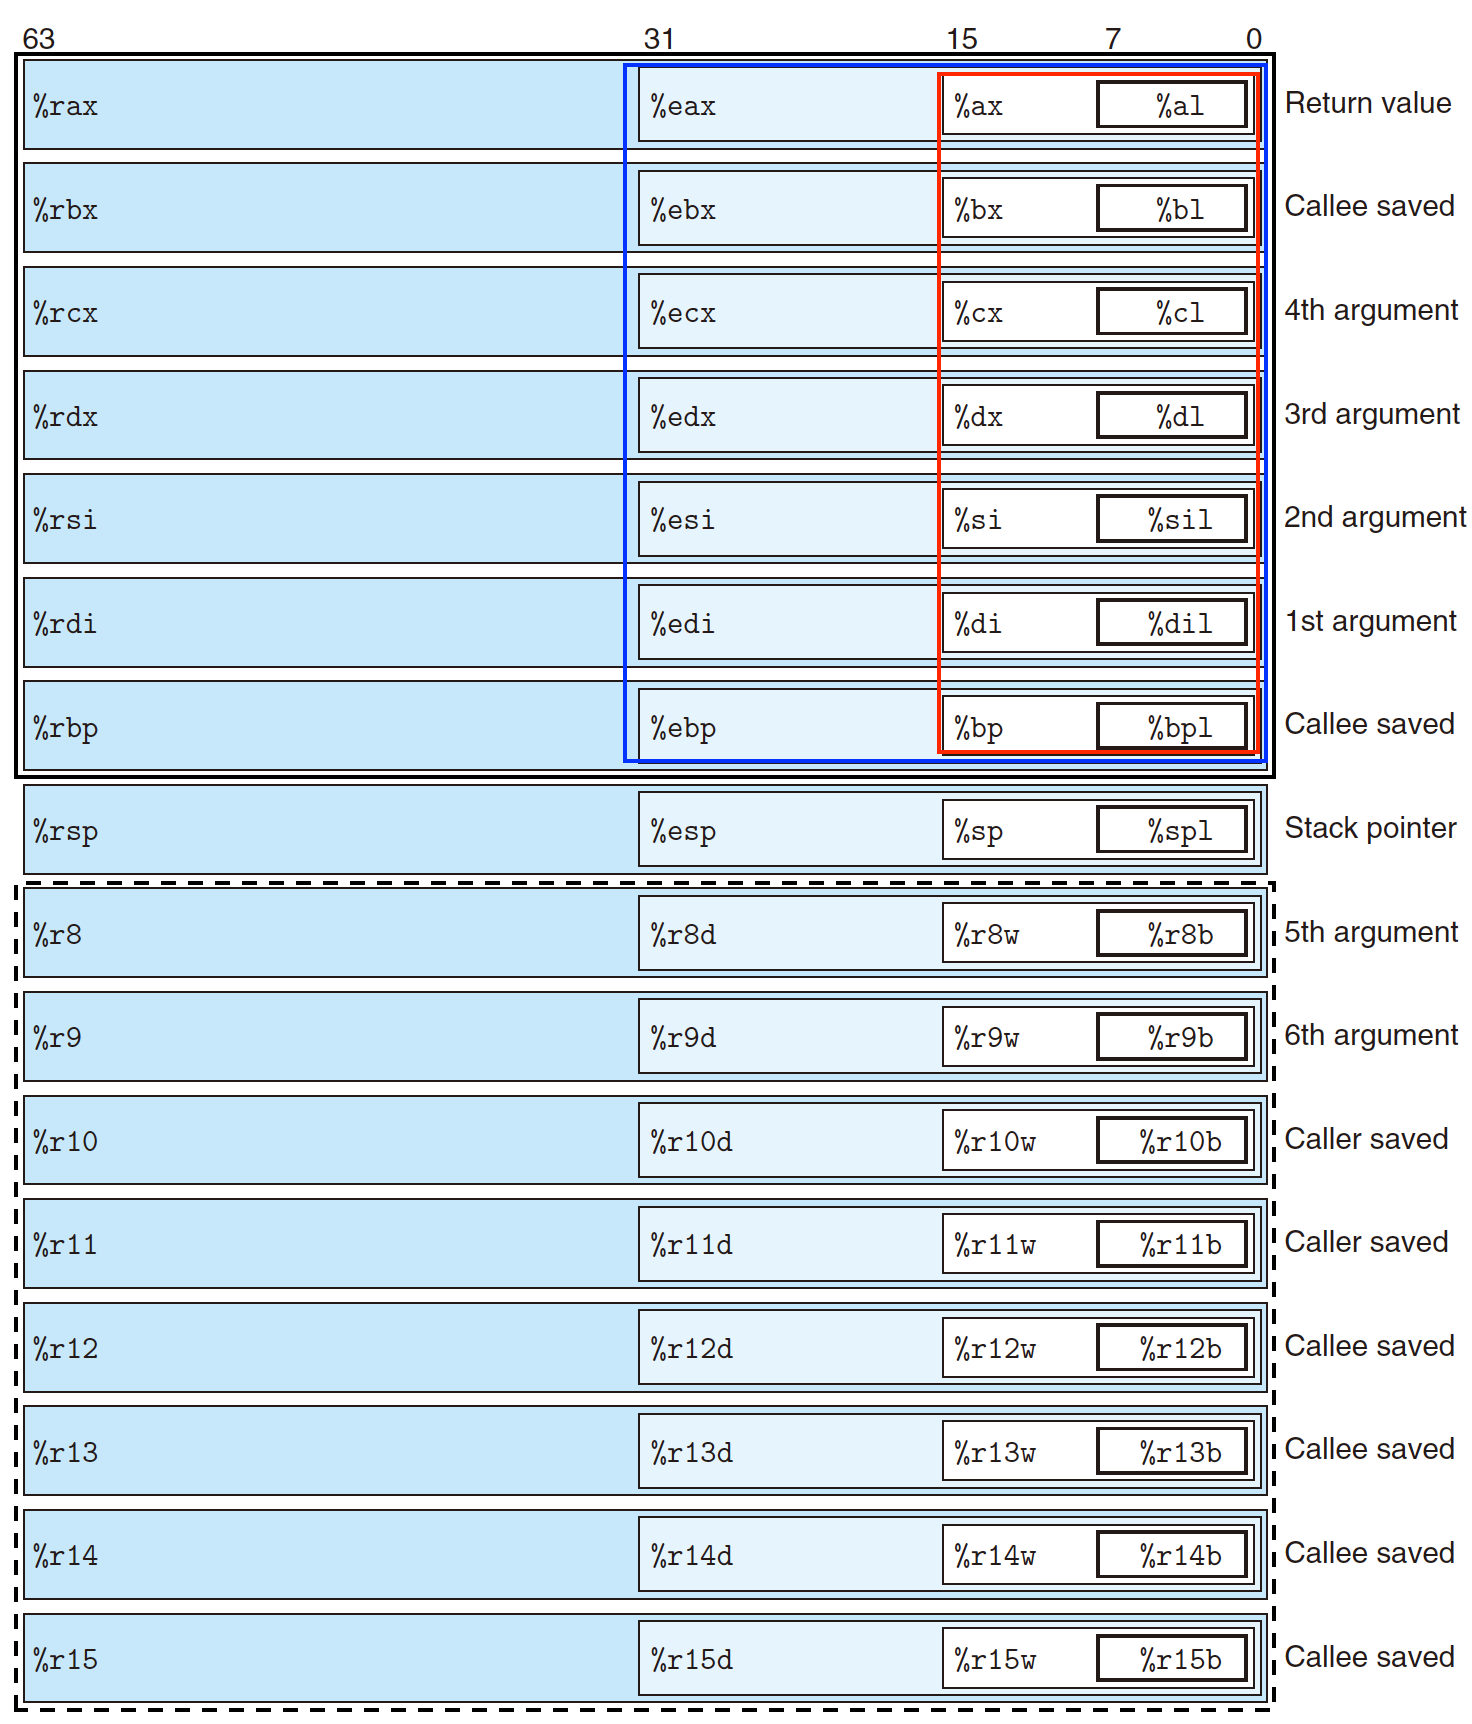 63 31 15 7 0
%rax %eax %ax %al Return value
%rbx %ebx %bx %bl Callee saved
%rcx %ecx %cx %cl 4th argument
%rdx %edx %dx %dl 3rd argument
%rsi %esi %si %sil 2nd argument
%rdi %edi %di %dil 1st argument
%rbp %ebp %bp %bpl Callee saved
%rsp %esp %sp %spl Stack pointer
%r8 %r8d %r8w %r8b 5th argument
%r9 %r9d %r9w %r9b 6th argument
%r10 %r10d %r10w %r10b Caller saved
%r11 %r11d %r11w %r11b Caller saved
%r12 %r12d %r12w %r12b Callee saved
%r13 %r13d %r13w %r13b Callee saved
%r14 %r14d %r14w %r14b Callee saved
%r15 %r15d %r15w %r15b Callee saved